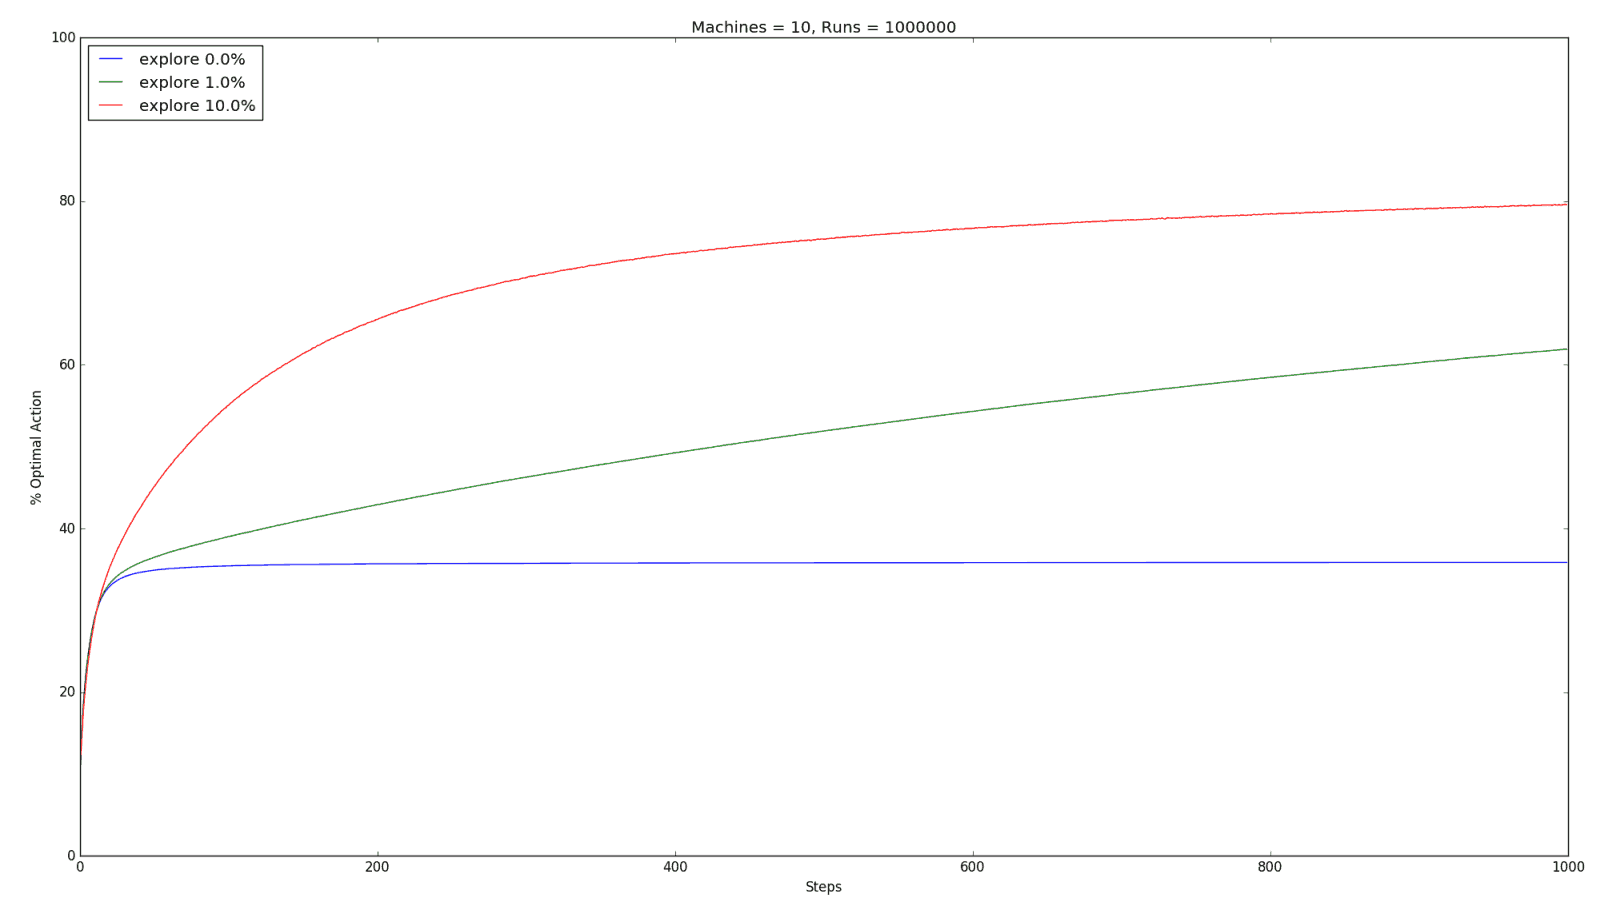 Machines = 10, Runs = 1000000
explore 0.0%
explore 1.0%
explore 10.0%
100
80
60
40
20
0
% Optimal Action
0 200 400 600 800 1000
Steps